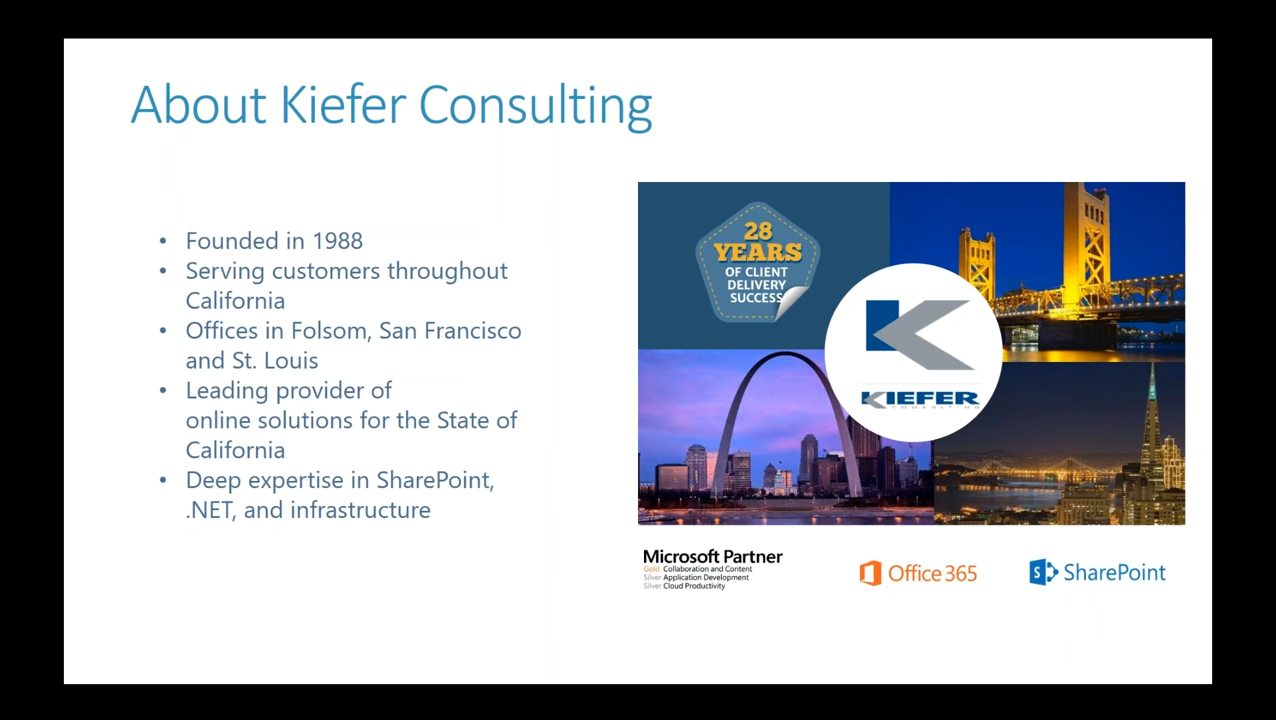 About Kiefer Consulting
• Founded in 1988
• Serving customers throughout
California
• Offices in Folsom, San Francisco
and St. Louis
• Leading provider of
online solutions for the State of
California
• Deep expertise in SharePoint,
.NET, and infrastructure
28
YEARS
OF CLIENT
DELIVERY
SUCCESS
KIEFER
CONSULTING
Microsoft Partner
Gold Collaboration and Content
Silver Application Development
Silver Cloud Productivity
Office 365
S SharePoint